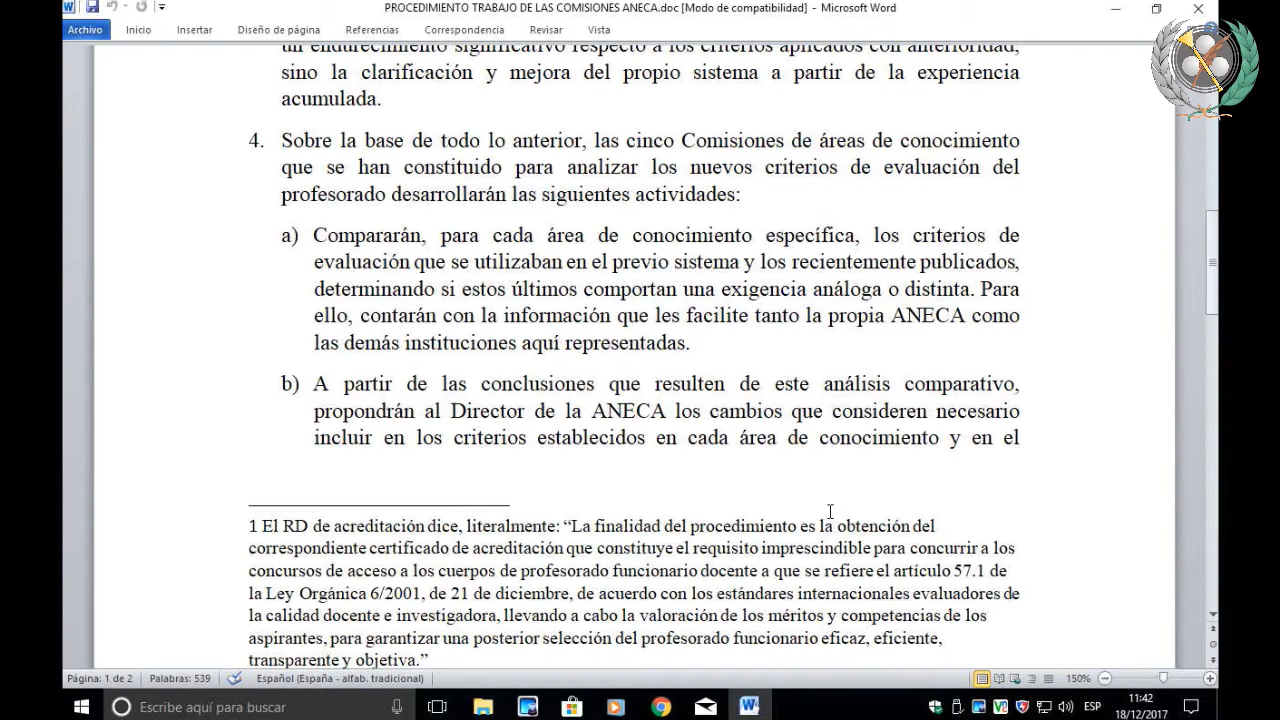 PROCEDIMIENTO TRABAJO DE LAS COMISIONES ANECA.doc [Modo de compatibilidad] - Microsoft Word
Archivo Inicio Insertar Diseño de página Referencias Correspondencia Revisar Vista
un endurecimiento significativo respecto a los criterios aplicados con anterioridad,
sino la clarificación y mejora del propio sistema a partir de la experiencia
acumulada.
4. Sobre la base de todo lo anterior, las cinco Comisiones de áreas de conocimiento
que se han constituido para analizar los nuevos criterios de evaluación del
profesorado desarrollarán las siguientes actividades:
a) Compararán, para cada área de conocimiento específica, los criterios de
evaluación que se utilizaban en el previo sistema y los recientemente publicados,
determinando si estos últimos comportan una exigencia análoga o distinta. Para
ello, contarán con la información que les facilite tanto la propia ANECA como
las demás instituciones aquí representadas.
b) A partir de las conclusiones que resulten de este análisis comparativo,
propondrán al Director de la ANECA los cambios que consideren necesario
incluir en los criterios establecidos en cada área de conocimiento y en el
1 El RD de acreditación dice, literalmente: “La finalidad del procedimiento es la obtención del
correspondiente certificado de acreditación que constituye el requisito imprescindible para concurrir a los
concursos de acceso a los cuerpos de profesorado funcionario docente a que se refiere el artículo 57.1 de
la Ley Orgánica 6/2001, de 21 de diciembre, de acuerdo con los estándares internacionales evaluadores de
la calidad docente e investigadora, llevando a cabo la valoración de los méritos y competencias de los
aspirantes, para garantizar una posterior selección del profesorado funcionario eficaz, eficiente,
transparente y objetiva.”
Página: 1 de 2 Palabras: 539 Español (España - alfab. tradicional) 150%
Escribe aquí para buscar ESP 11:42
18/12/2017